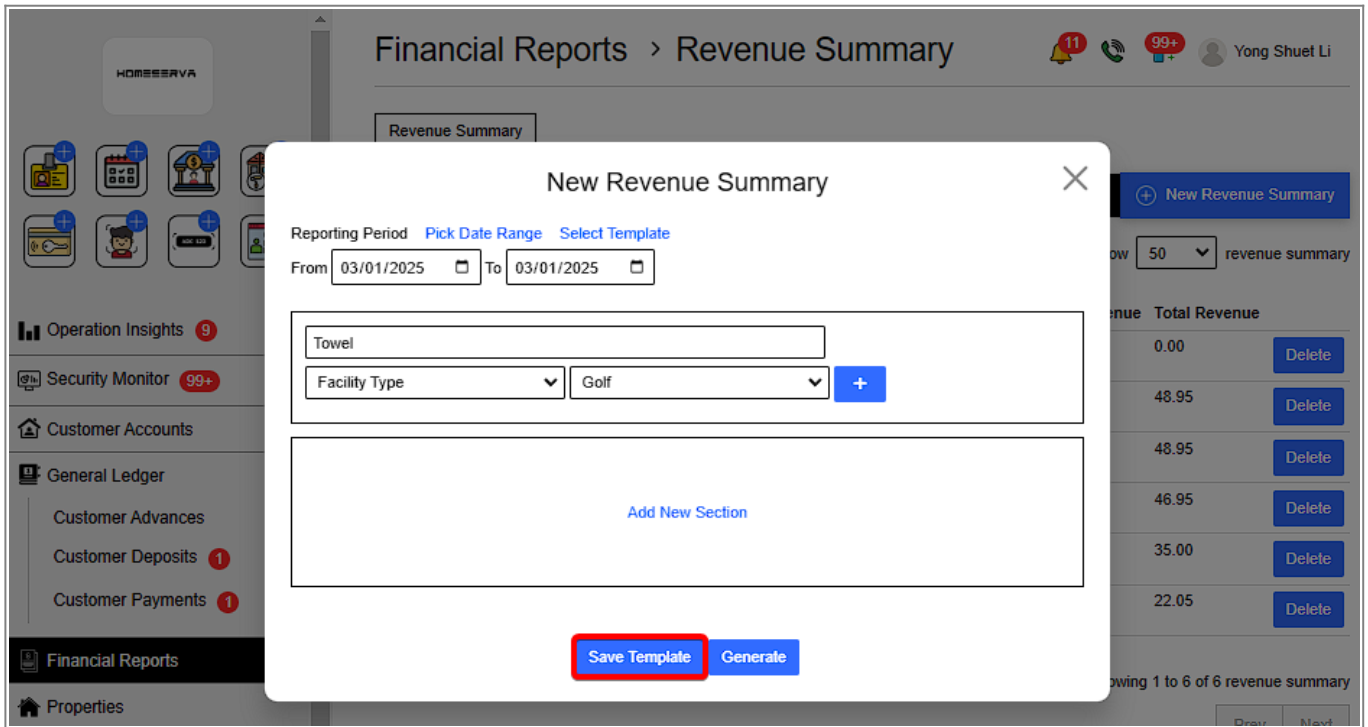 HOMESERVA
Financial Reports > Revenue Summary
11
99+
Yong Shuet Li
Revenue Summary
New Revenue Summary
50
revenue summary
Total Revenue
0.00
Delete
48.95
Delete
48.95
Delete
46.95
Delete
35.00
Delete
22.05
Delete
1 to 6 of 6 revenue summary
Prev
Next
Operation Insights 9
Security Monitor 99+
Customer Accounts
General Ledger
Customer Advances
Customer Deposits 1
Customer Payments 1
Financial Reports
Properties
New Revenue Summary
Reporting Period Pick Date Range Select Template
From 03/01/2025 To 03/01/2025
Towel
Facility Type Golf +
Add New Section
Save Template Generate